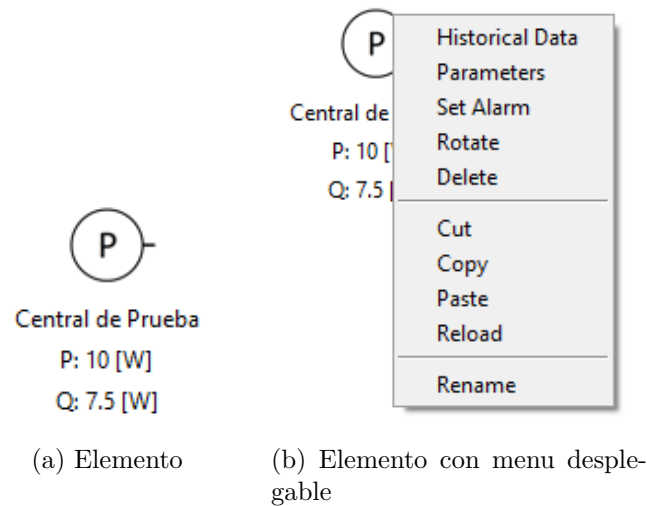 P
Central de Prueba
P: 10 [W]
Q: 7.5 [W]
(a) Elemento
P
Central de
P: 10 [
Q: 7.5 [
Historical Data
Parameters
Set Alarm
Rotate
Delete
Cut
Copy
Paste
Reload
Rename
(b) Elemento con menu desple-
gable